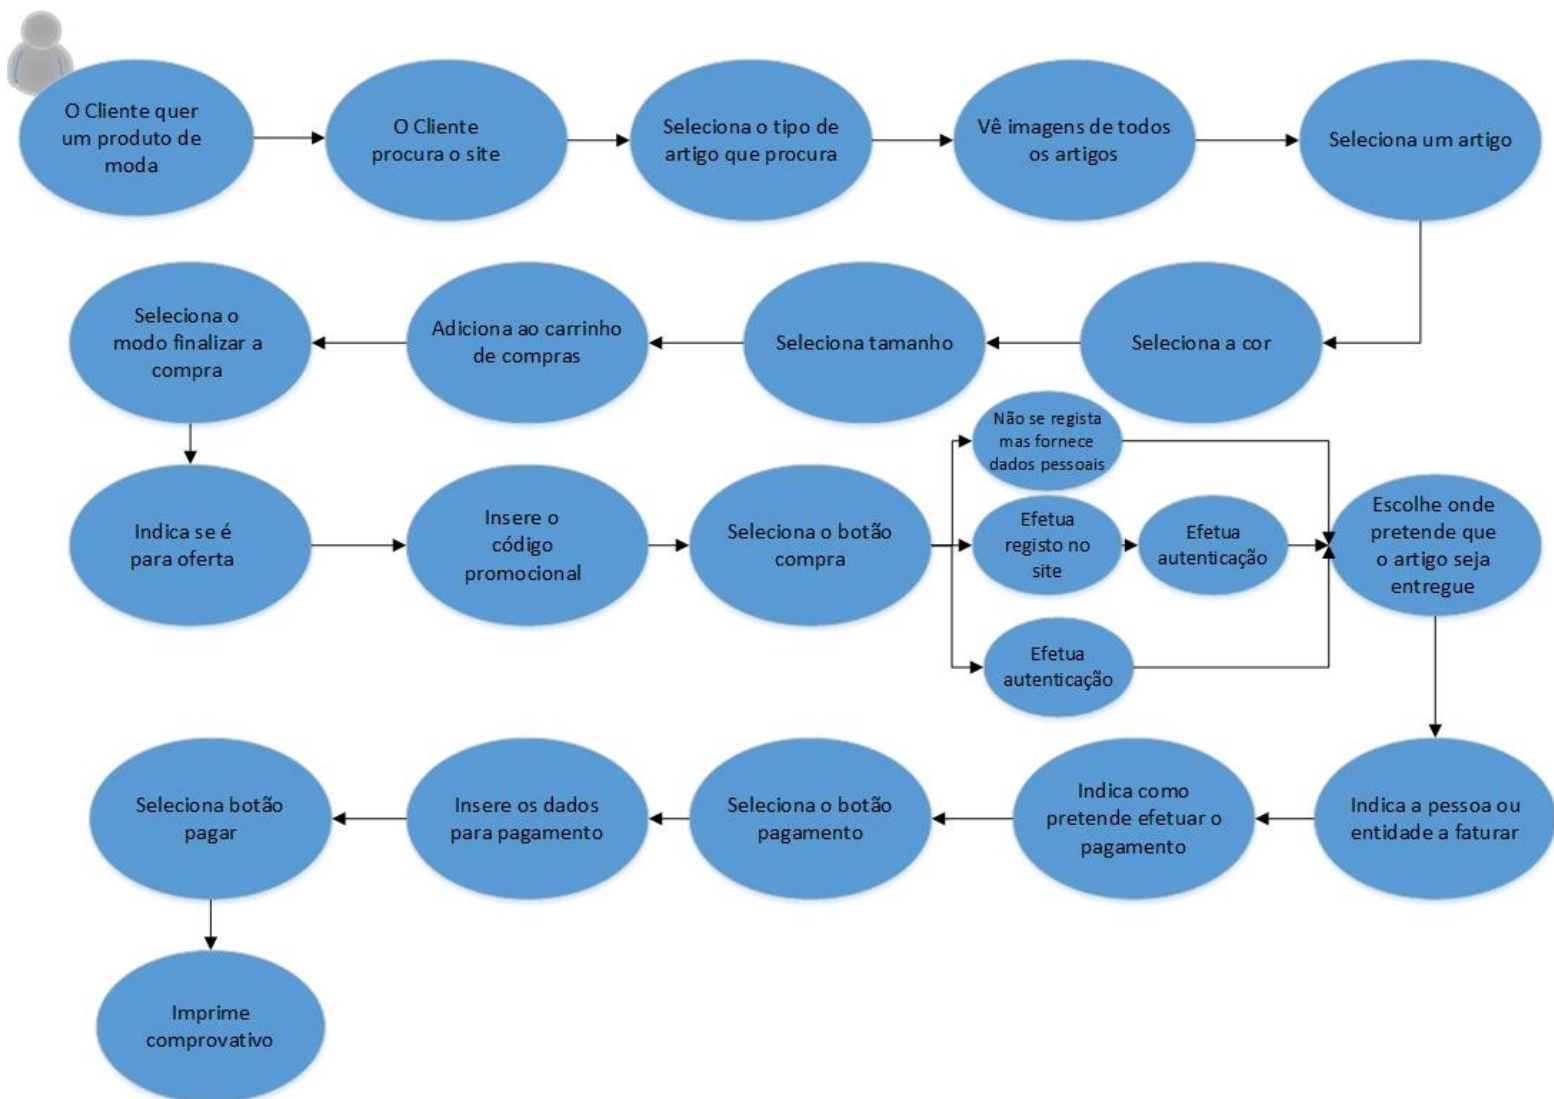 O Cliente quer
um produto de
moda
O Cliente
procura o site
Seleciona o tipo de
artigo que procura
Vê imagens de todos
os artigos
Seleciona um artigo
Seleciona a cor
Seleciona tamanho
Adiciona ao carrinho
de compras
Seleciona o
modo finalizar a
compra
Indica se é
para oferta
Insere o
código
promocional
Seleciona o botão
compra
Não se regista
mas fornece
dados pessoais
Efetua
registo no
site
Efetua
autenticação
Efetua
autenticação
Escolhe onde
pretende que
o artigo seja
entregue
Indica a pessoa ou
entidade a faturar
Indica como
pretende efetuar o
pagamento
Seleciona o botão
pagamento
Insere os dados
para pagamento
Seleciona botão
pagar
Imprime
comprovativo